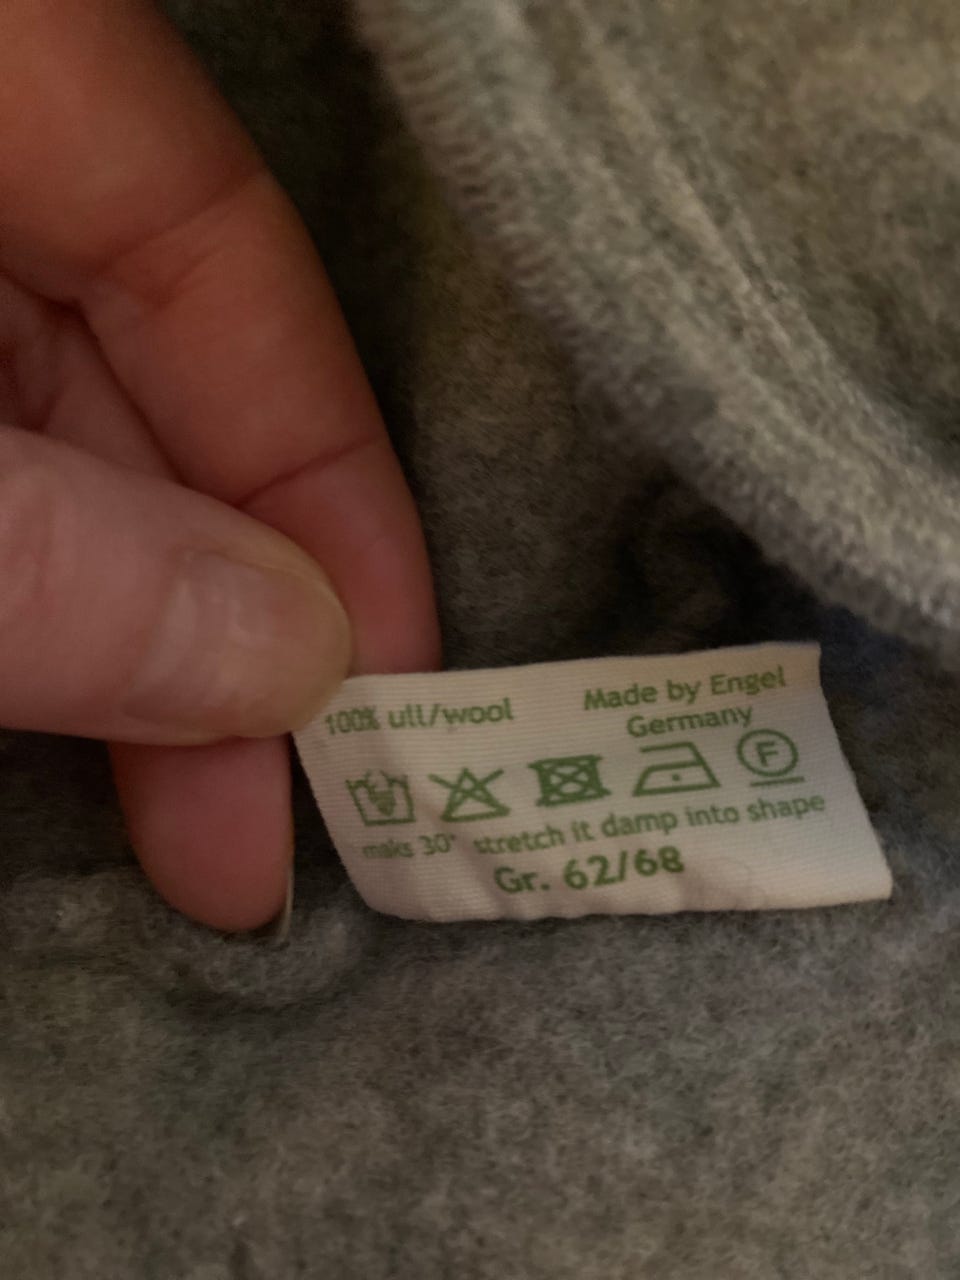 100% ull/wool
Made by Engel
Germany
F
maks 30° stretch it damp into shape
Gr. 62/68